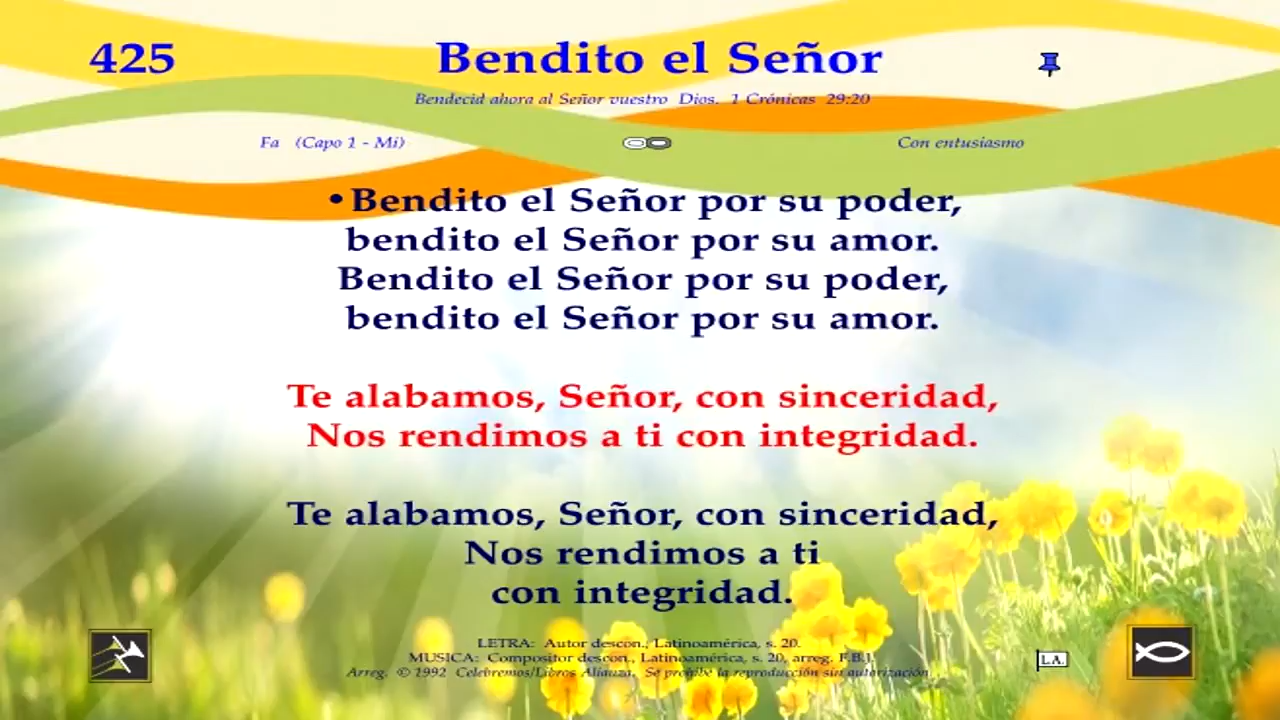 425
Bendito el Señor
Bendecid ahora al Señor vuestro Dios. 1 Crónicas 29:20
Fa (Capo 1 - Mi)
Con entusiasmo
•Bendito el Señor por su poder,
bendito el Señor por su amor.
Bendito el Señor por su poder,
bendito el Señor por su amor.
Te alabamos, Señor, con sinceridad,
Nos rendimos a ti con integridad.
Te alabamos, Señor, con sinceridad,
Nos rendimos a ti
con integridad.
LETRA: Autor descon., Latinoamérica, s. 20.
MUSICA: Compositor descon., Latinoamérica, s. 20, arreg. F.B.J.
Arreg. © 1992 Celebremos/Libros Alianza. Se prohíbe la reproducción sin autorización
L.A.